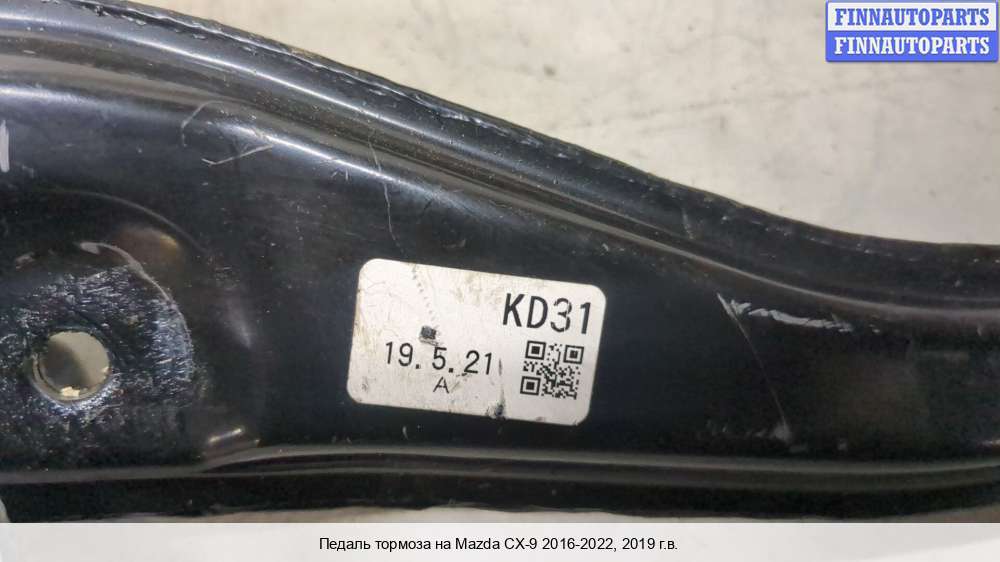 FINNAUTOPARTS
FINNAUTOPARTS
KD31
19.5.21
A
Педаль тормоза на Mazda CX-9 2016-2022, 2019 г.в.